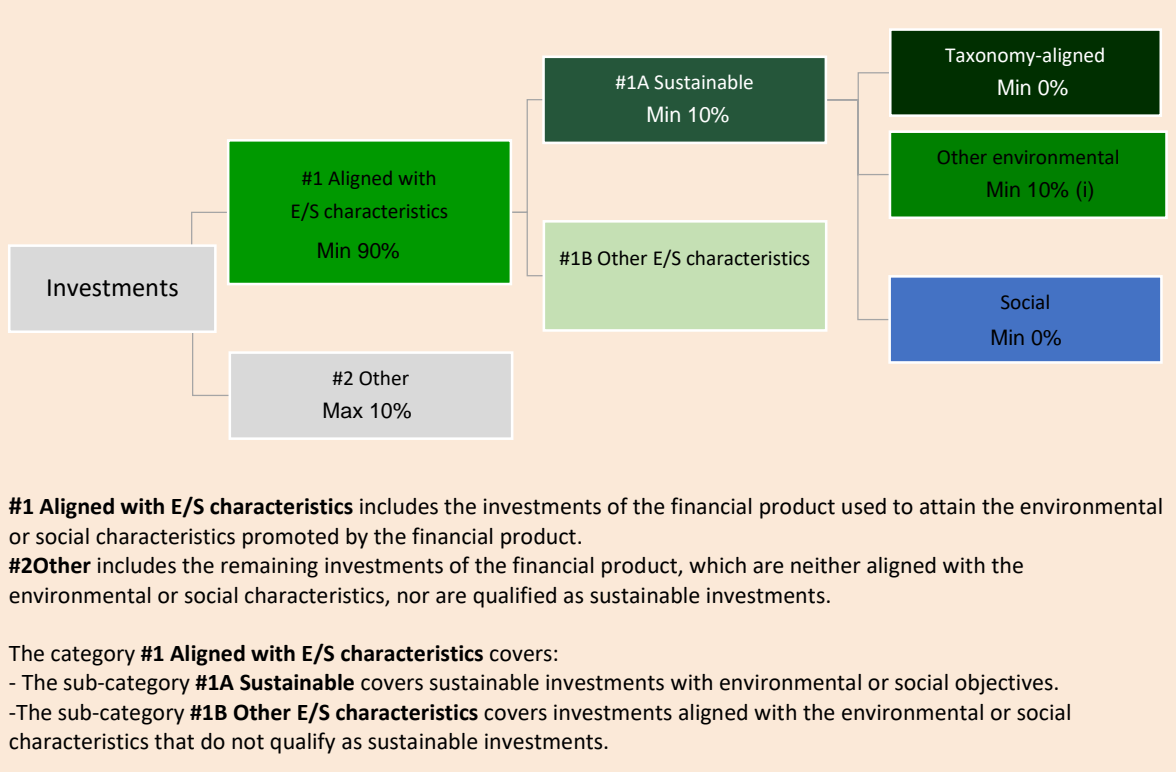 Investments
#1 Aligned with
E/S characteristics
Min 90%
#2 Other
Max 10%
#1A Sustainable
Min 10%
#1B Other E/S characteristics
Taxonomy-aligned
Min 0%
Other environmental
Min 10% (i)
Social
Min 0%
#1 Aligned with E/S characteristics includes the investments of the financial product used to attain the environmental
or social characteristics promoted by the financial product.
#2Other includes the remaining investments of the financial product, which are neither aligned with the
environmental or social characteristics, nor are qualified as sustainable investments.
The category #1 Aligned with E/S characteristics covers:
- The sub-category #1A Sustainable covers sustainable investments with environmental or social objectives.
-The sub-category #1B Other E/S characteristics covers investments aligned with the environmental or social
characteristics that do not qualify as sustainable investments.